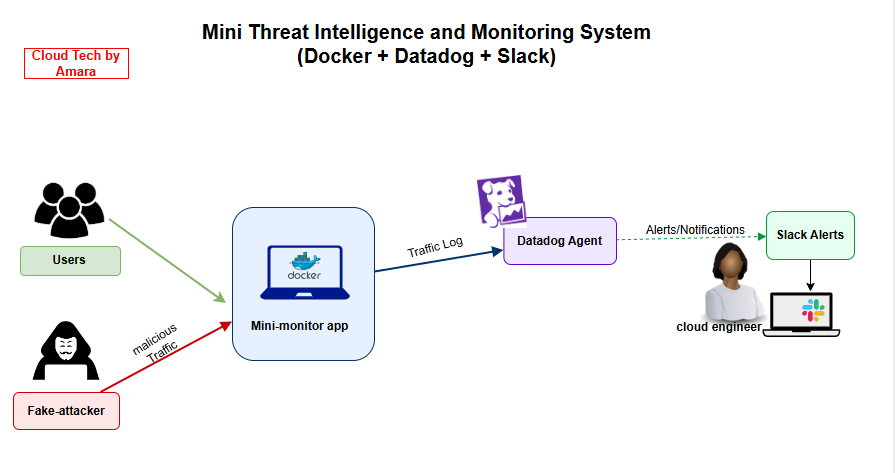 Mini Threat Intelligence and Monitoring System
(Docker + Datadog + Slack)
Cloud Tech by
Amara
Users
malicious
Traffic
Fake-attacker
docker
Mini-monitor app
Traffic Log
Datadog Agent
Alerts/Notifications
Slack Alerts
cloud engineer